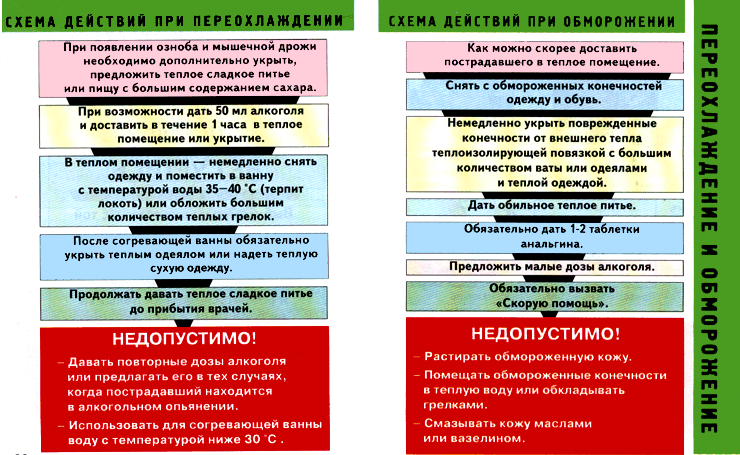 СХЕМА ДЕЙСТВИЙ ПРИ ПЕРЕОХЛАЖДЕНИИ
При появлении озноба и мышечной дрожи
необходимо дополнительно укрыть,
предложить теплое сладкое питье
или пищу с большим содержанием сахара.
При возможности дать 50 мл алкоголя
и доставить в течение 1 часа в теплое
помещение или укрытие.
В теплом помещении — немедленно снять
одежду и поместить в ванну
с температурой воды 35—40 °С (терпит
локоть) или обложить большим
количеством теплых грелок.
После согревающей ванны обязательно
укрыть теплым одеялом или надеть теплую
сухую одежду.
Продолжать давать теплое сладкое питье
до прибытия врачей.
НЕДОПУСТИМО!
– Давать повторные дозы алкоголя
или предлагать его в тех случаях,
когда пострадавший находится
в алкогольном опьянении.
– Использовать для согревающей ванны
воду с температурой ниже 30 °С .
СХЕМА ДЕЙСТВИЙ ПРИ ОБМОРОЖЕНИИ
Как можно скорее доставить
пострадавшего в теплое помещение.
Снять с обмороженных конечностей
одежду и обувь.
Немедленно укрыть поврежденные
конечности от внешнего тепла
теплоизолирующей повязкой с большим
количеством ваты или одеялами
и теплой одеждой.
Дать обильное теплое питье.
Обязательно дать 1-2 таблетки
анальгина.
Предложить малые дозы алкоголя.
Обязательно вызвать
«Скорую помощь».
НЕДОПУСТИМО!
– Растирать обмороженную кожу.
– Помещать обмороженные конечности
в теплую воду или обкладывать
грелками.
– Смазывать кожу маслами
или вазелином.
ПЕРЕОХЛАЖДЕНИЕ И ОБМОРОЖЕНИЕ